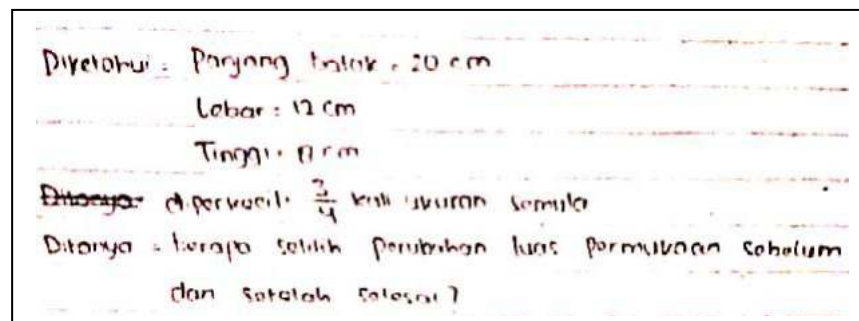 Diketahui : Panjang balok = 20 cm
Lebar : 12 cm
Tinggi : cm
Ditanya diperkecil : 3/4 kali ukuran semula
Ditanya : berapa selisih perubahan luas permukaan sebelum
dan setelah selesai ?